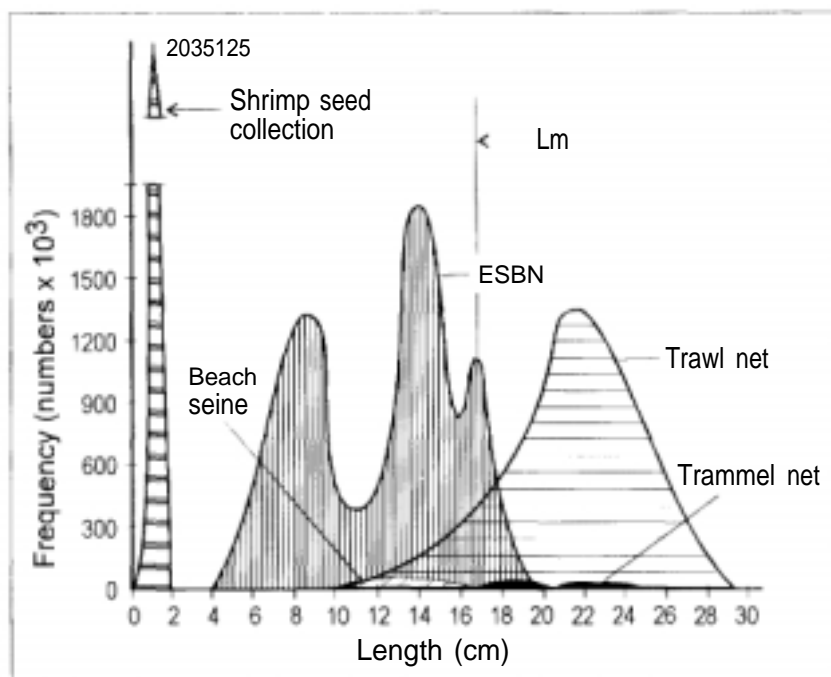 2035125
Shrimp seed
collection
Lm
Frequency (numbers x 10³)
1800
1500
1200
900
600
300
0
ESBN
Beach
seine
Trawl net
Trammel net
0 2 4 6 8 10 12 14 16 18 20 22 24 26 28 30
Length (cm)